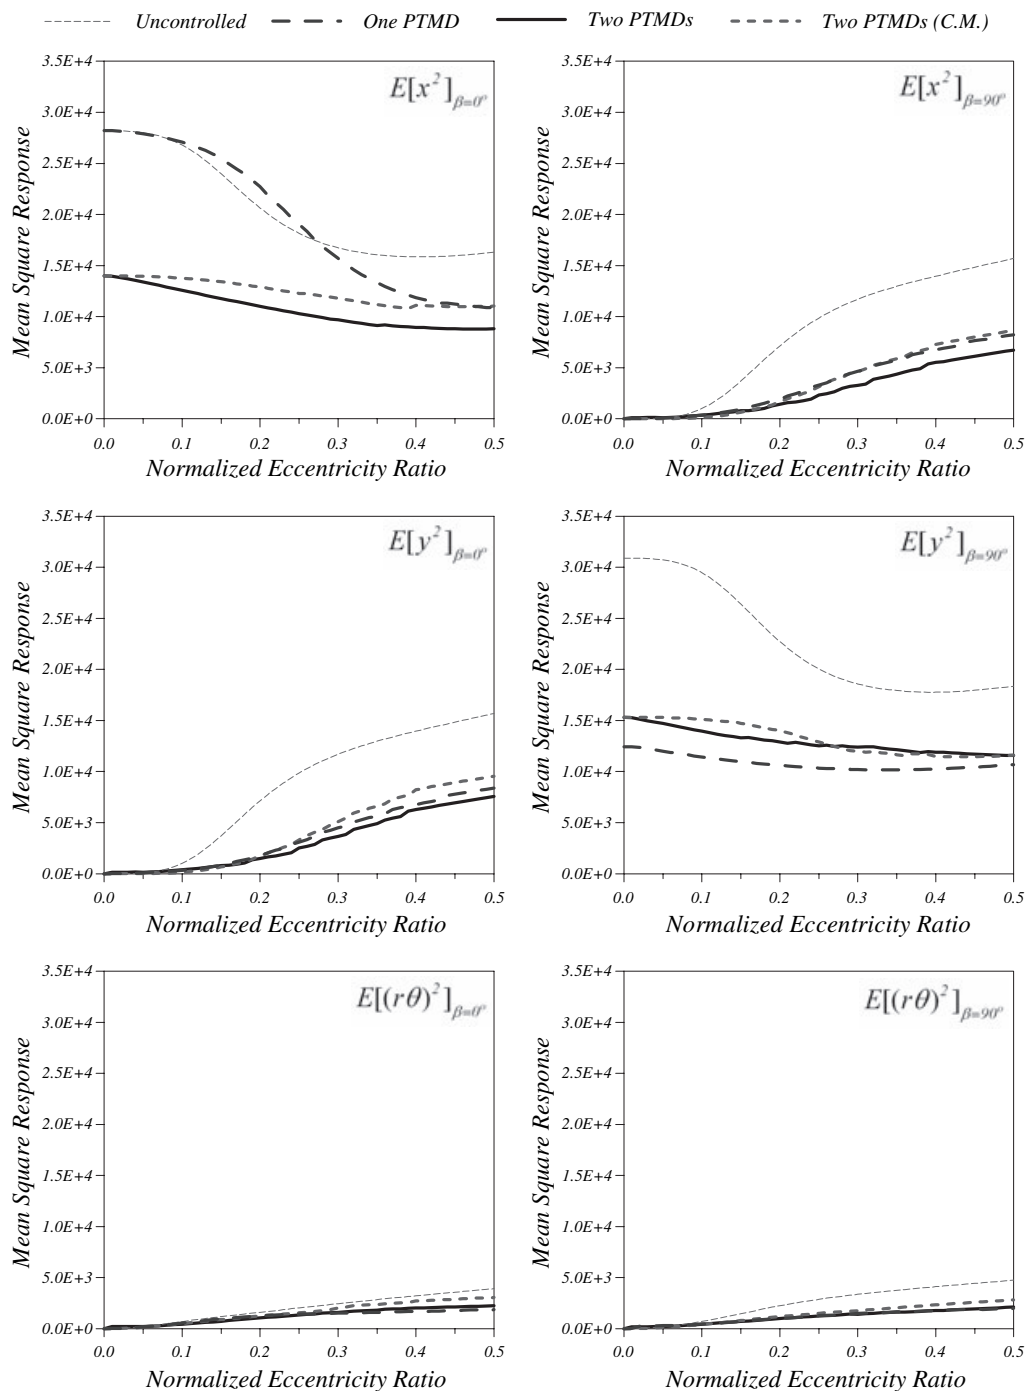 Uncontrolled One PTMD Two PTMDs Two PTMDs (C.M.)
3.5E+4
3.0E+4
2.5E+4
2.0E+4
1.5E+4
1.0E+4
5.0E+3
0.0E+0
Mean Square Response
E[x²]β=0°
0.0 0.1 0.2 0.3 0.4 0.5
Normalized Eccentricity Ratio
3.5E+4
3.0E+4
2.5E+4
2.0E+4
1.5E+4
1.0E+4
5.0E+3
0.0E+0
Mean Square Response
E[x²]β=90°
0.0 0.1 0.2 0.3 0.4 0.5
Normalized Eccentricity Ratio
3.5E+4
3.0E+4
2.5E+4
2.0E+4
1.5E+4
1.0E+4
5.0E+3
0.0E+0
Mean Square Response
E[y²]β=0°
0.0 0.1 0.2 0.3 0.4 0.5
Normalized Eccentricity Ratio
3.5E+4
3.0E+4
2.5E+4
2.0E+4
1.5E+4
1.0E+4
5.0E+3
0.0E+0
Mean Square Response
E[y²]β=90°
0.0 0.1 0.2 0.3 0.4 0.5
Normalized Eccentricity Ratio
3.5E+4
3.0E+4
2.5E+4
2.0E+4
1.5E+4
1.0E+4
5.0E+3
0.0E+0
Mean Square Response
E[(rθ)²]β=0°
0.0 0.1 0.2 0.3 0.4 0.5
Normalized Eccentricity Ratio
3.5E+4
3.0E+4
2.5E+4
2.0E+4
1.5E+4
1.0E+4
5.0E+3
0.0E+0
Mean Square Response
E[(rθ)²]β=90°
0.0 0.1 0.2 0.3 0.4 0.5
Normalized Eccentricity Ratio